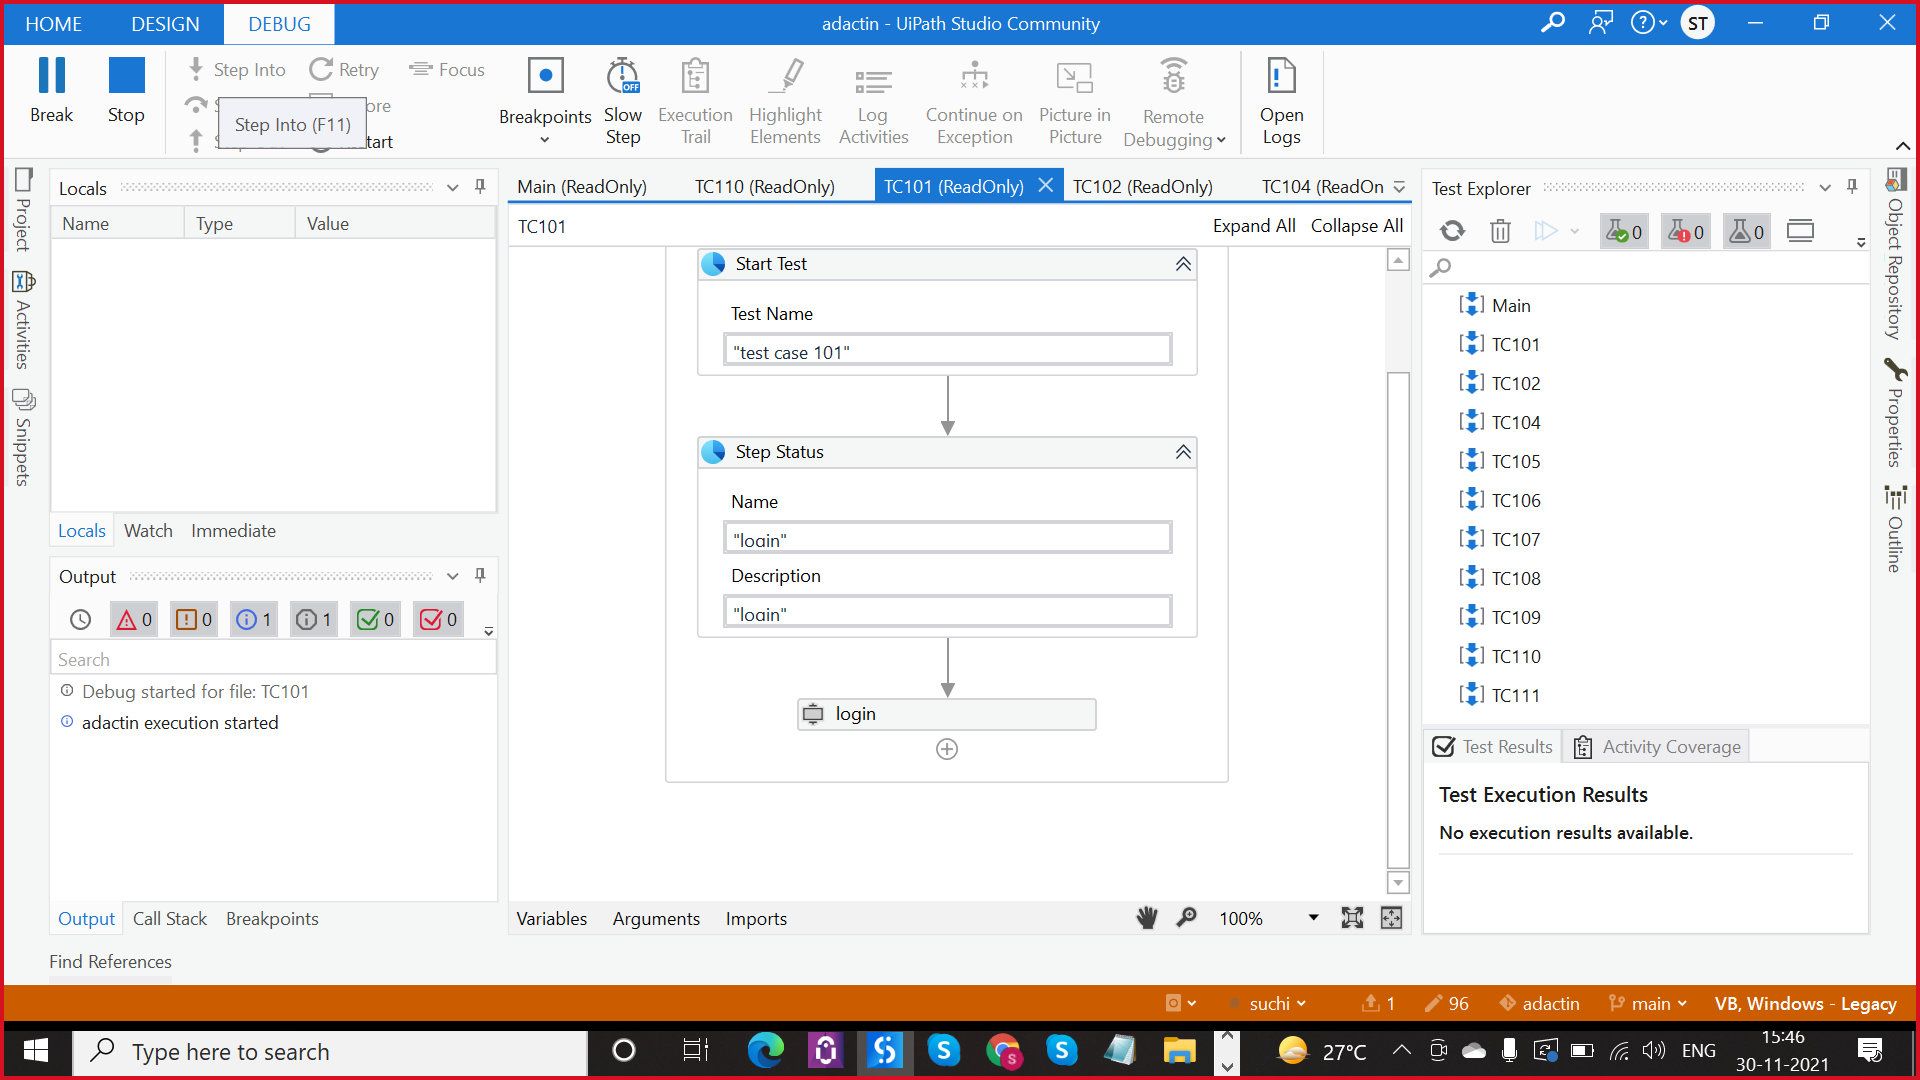 HOME DESIGN DEBUG
adactin - UiPath Studio Community
ST
Break
Stop
Step Into
Retry
Focus
Step Into (F11)
Breakpoints
Slow Step
Execution Trail
Highlight Elements
Log Activities
Continue on Exception
Picture in Picture
Remote Debugging
Open Logs
Project
Activities
Snippets
Locals
Name Type Value
Locals Watch Immediate
Output
0 0 1 1 0 0
Search
Debug started for file: TC101
adactin execution started
Output Call Stack Breakpoints
Find References
Main (ReadOnly) TC110 (ReadOnly) TC101 (ReadOnly) TC102 (ReadOnly) TC104 (ReadOn
TC101
Expand All Collapse All
Start Test
Test Name
"test case 101"
Step Status
Name
"login"
Description
"login"
login
Variables Arguments Imports
100%
Test Explorer
0 0 0
Main
TC101
TC102
TC104
TC105
TC106
TC107
TC108
TC109
TC110
TC111
Test Results Activity Coverage
Test Execution Results
No execution results available.
Object Repository
Properties
Outline
suchi 1 96 adactin main VB, Windows - Legacy
Type here to search
27°C
ENG
15:46
30-11-2021